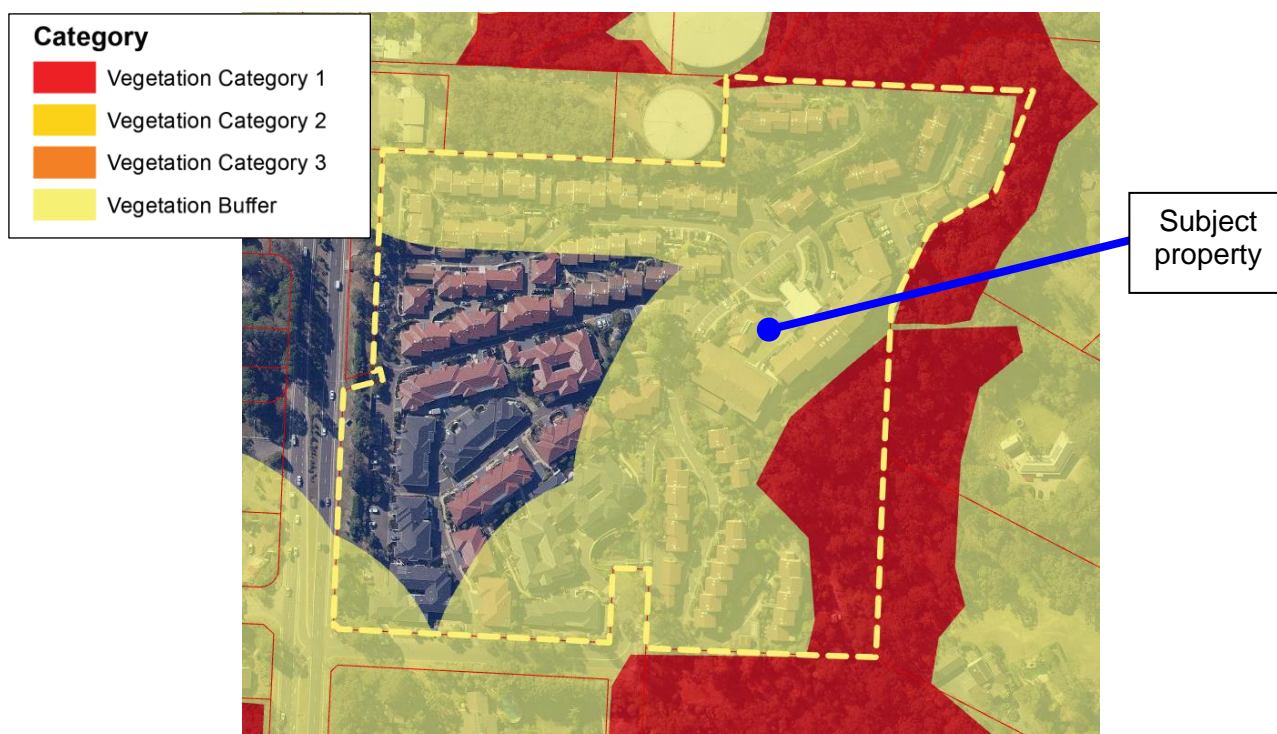 Category
Vegetation Category 1
Vegetation Category 2
Vegetation Category 3
Vegetation Buffer
Subject
property